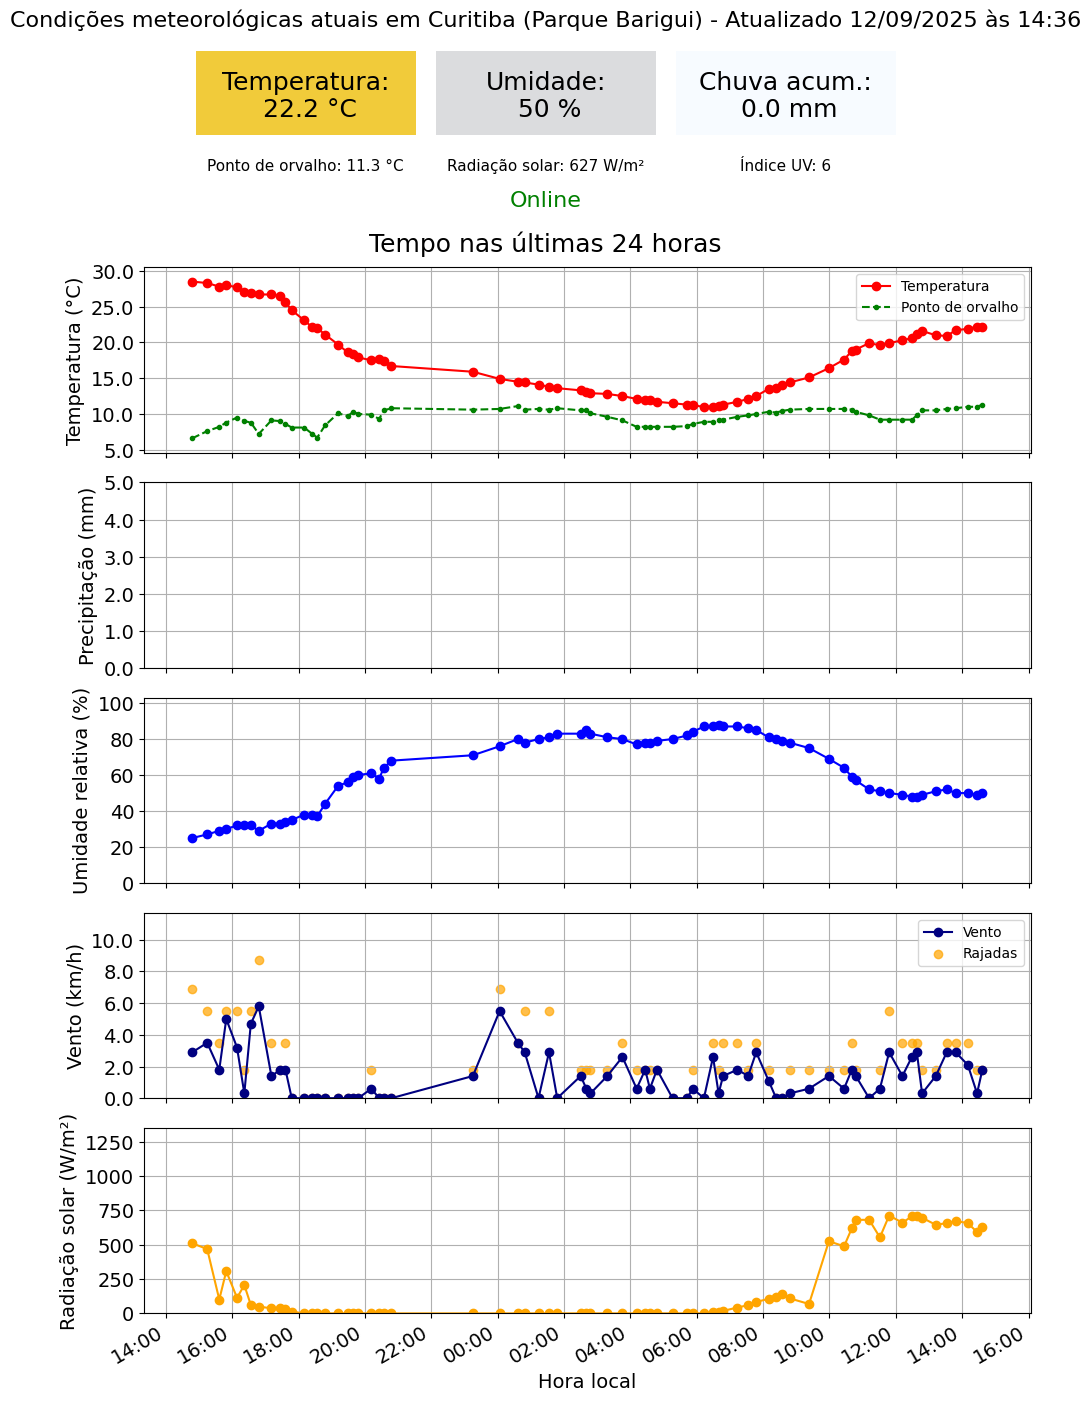 Condições meteorológicas atuais em Curitiba (Parque Barigui) - Atualizado 12/09/2025 às 14:36
Temperatura:
22.2 °C
Umidade:
50 %
Chuva acum.:
0.0 mm
Ponto de orvalho: 11.3 °C
Radiação solar: 627 W/m²
Índice UV: 6
Online
Tempo nas últimas 24 horas
Temperatura (°C)
30.0
25.0
20.0
15.0
10.0
5.0
Temperatura
Ponto de orvalho
Precipitação (mm)
5.0
4.0
3.0
2.0
1.0
0.0
Umidade relativa (%)
100
80
60
40
20
0
Vento (km/h)
10.0
8.0
6.0
4.0
2.0
0.0
Vento
Rajadas
Radiação solar (W/m²)
1250
1000
750
500
250
0
14:00
16:00
18:00
20:00
22:00
00:00
02:00
04:00
06:00
08:00
10:00
12:00
14:00
16:00
Hora local